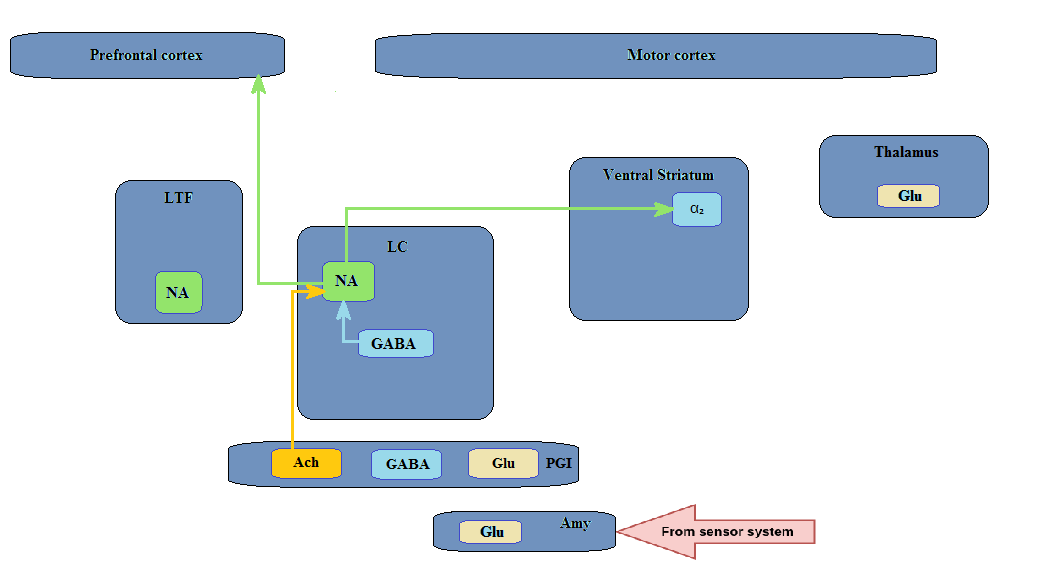 Prefrontal cortex
Motor cortex
Thalamus
Glu
Ventral Striatum
α₂
LTF
NA
LC
NA
GABA
Ach
GABA
Glu
PGI
Glu
Amy
From sensor system